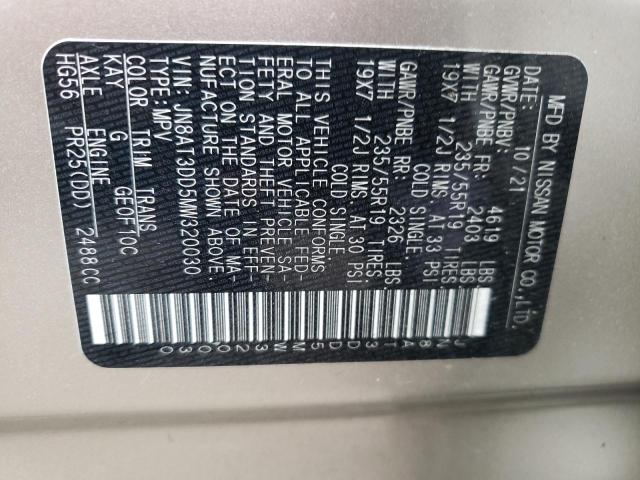 MFD BY NISSAN MOTOR CO.,LTD.
DATE: 10/21
GVWR/PNBV: 4619 LBS
GAWR/PNBE FR: 2403 LBS
WITH 235/55R19 TIRES
19X7 1/2J RIMS. AT 33 PSI
COLD SINGLE.
GAWR/PNBE RR: 2326 LBS
WITH 235/55R19 TIRES
19X7 1/2J RIMS. AT 30 PSI
COLD SINGLE.
THIS VEHICLE CONFORMS
TO ALL APPLICABLE FED-
ERAL MOTOR VEHICLE SA-
FETY AND THEFT PREVEN-
TION STANDARDS IN EFF-
ECT ON THE DATE OF MA-
NUFACTURE SHOWN ABOVE.
VIN: JN8AT3DD5MW320030
TYPE: MPV
COLOR TRIM TRANS
KAY G GE0F10C
AXLE ENGINE
HG56 PR25(DD) 2488CC
JN8AT3DD5MW320030